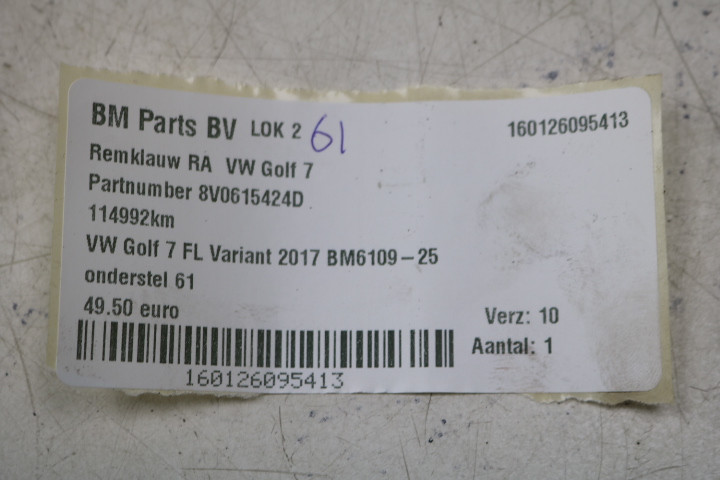 BM Parts BV LOK 2 61 160126095413
Remklauw RA VW Golf 7
Partnumber 8V0615424D
114992km
VW Golf 7 FL Variant 2017 BM6109-25
onderstel 61
49.50 euro
Verz: 10
Aantal: 1
160126095413